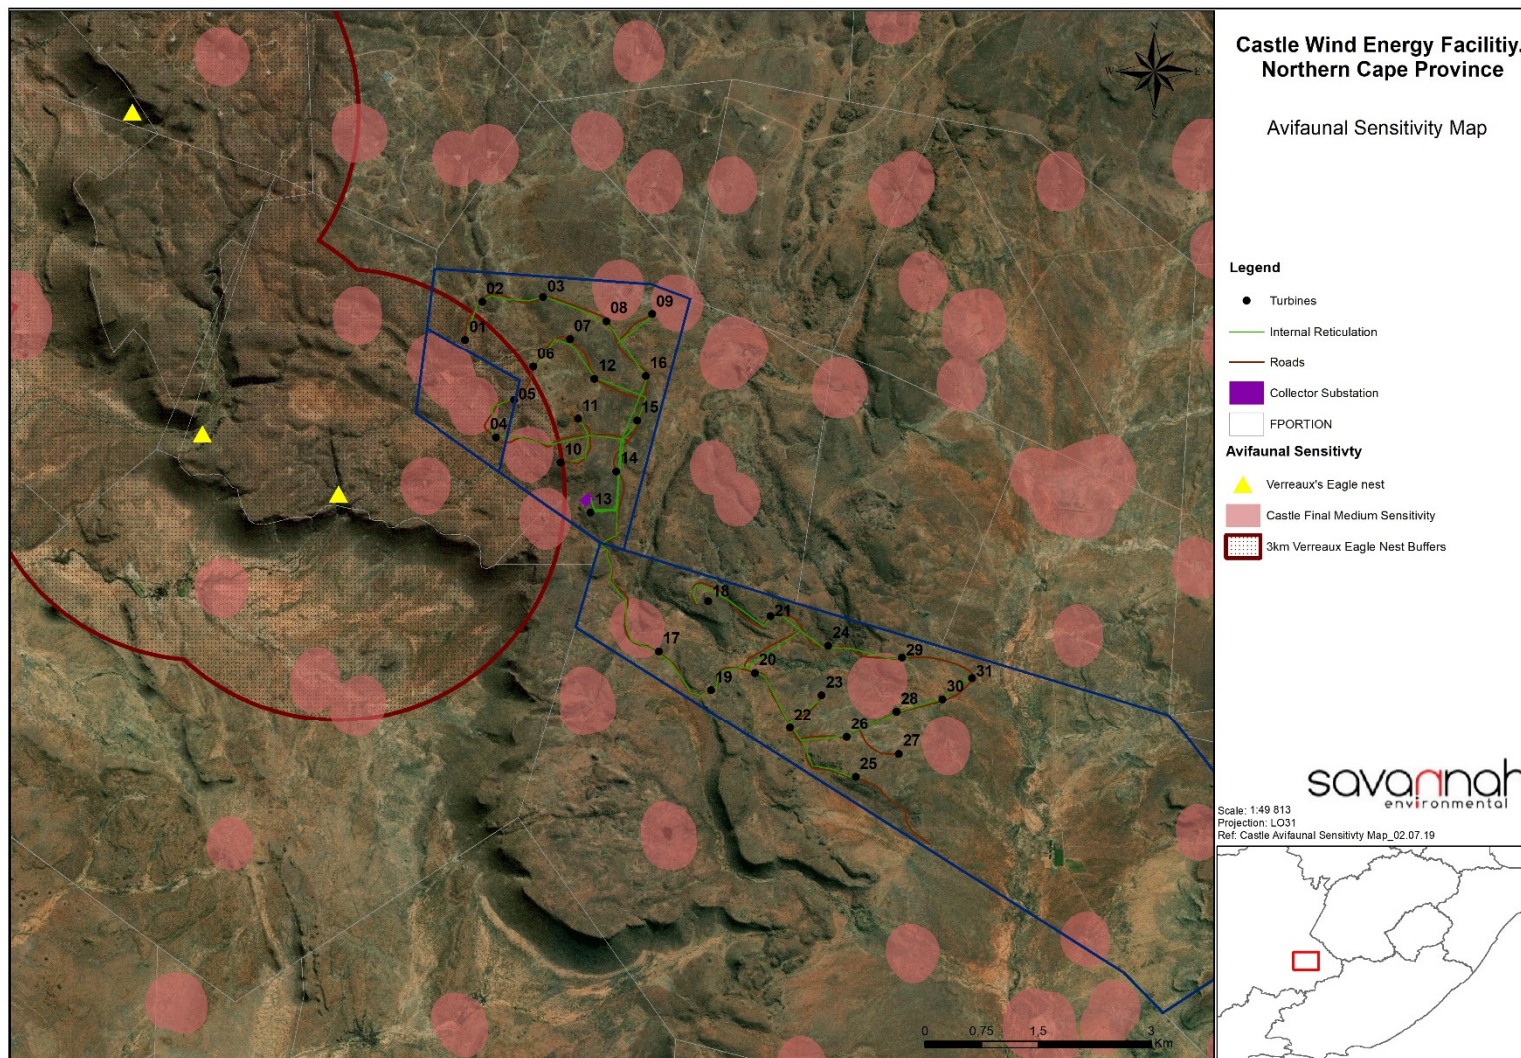 Castle Wind Energy Facilitiy.
Northern Cape Province
Avifaunal Sensitivity Map
N
W
E
S
Legend
Turbines
Internal Reticulation
Roads
Collector Substation
FPORTION
Avifaunal Sensitivty
Verreaux's Eagle nest
Castle Final Medium Sensitivity
3km Verreaux Eagle Nest Buffers
02
03
08
09
01
07
06
12
16
05
11
15
04
10
14
13
18
21
24
17
29
20
31
19
23
30
28
22
26
27
25
savannah
environmental
Scale: 1:49 813
Projection: LO31
Ref: Castle Avifaunal Sensitivty Map_02.07.19
0 0,75 1,5 3
Km